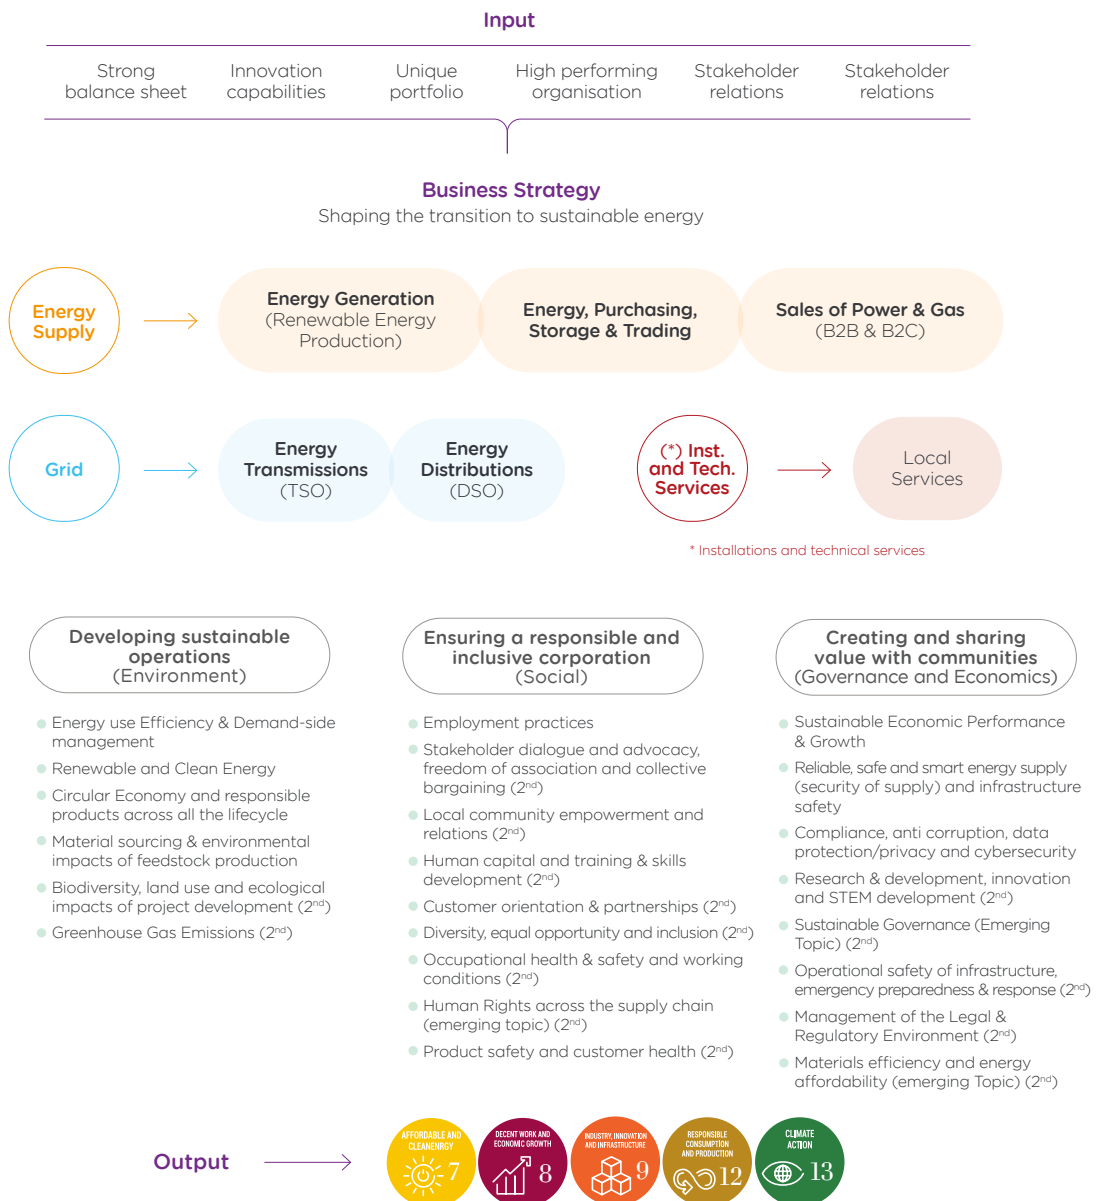 Input
Strong
balance sheet
Innovation
capabilities
Unique
portfolio
High performing
organisation
Stakeholder
relations
Stakeholder
relations
Business Strategy
Shaping the transition to sustainable energy
Energy
Supply
Energy Generation
(Renewable Energy
Production)
Energy, Purchasing,
Storage & Trading
Sales of Power & Gas
(B2B & B2C)
Grid
Energy
Transmissions
(TSO)
Energy
Distributions
(DSO)
(*) Inst.
and Tech.
Services
Local
Services
* Installations and technical services
Developing sustainable
operations
(Environment)
Energy use Efficiency & Demand-side
management
Renewable and Clean Energy
Circular Economy and responsible
products across all the lifecycle
Material sourcing & environmental
impacts of feedstock production
Biodiversity, land use and ecological
impacts of project development (2nd)
Greenhouse Gas Emissions (2nd)
Ensuring a responsible and
inclusive corporation
(Social)
Employment practices
Stakeholder dialogue and advocacy,
freedom of association and collective
bargaining (2nd)
Local community empowerment and
relations (2nd)
Human capital and training & skills
development (2nd)
Customer orientation & partnerships (2nd)
Diversity, equal opportunity and inclusion (2nd)
Occupational health & safety and working
conditions (2nd)
Human Rights across the supply chain
(emerging topic) (2nd)
Product safety and customer health (2nd)
Creating and sharing
value with communities
(Governance and Economics)
Sustainable Economic Performance
& Growth
Reliable, safe and smart energy supply
(security of supply) and infrastructure
safety
Compliance, anti corruption, data
protection/privacy and cybersecurity
Research & development, innovation
and STEM development (2nd)
Sustainable Governance (Emerging
Topic) (2nd)
Operational safety of infrastructure,
emergency preparedness & response (2nd)
Management of the Legal &
Regulatory Environment (2nd)
Materials efficiency and energy
affordability (emerging Topic) (2nd)
Output
AFFORDABLE AND
CLEANENRGY
7
DECENT WORK AND
ECONOMIC GROWTH
8
INDUSTRY, INNOVATION
AND INFRASTRUCTURE
9
RESPONSIBLE
CONSUMPTION
AND PRODUCTION
12
CLIMATE
ACTION
13